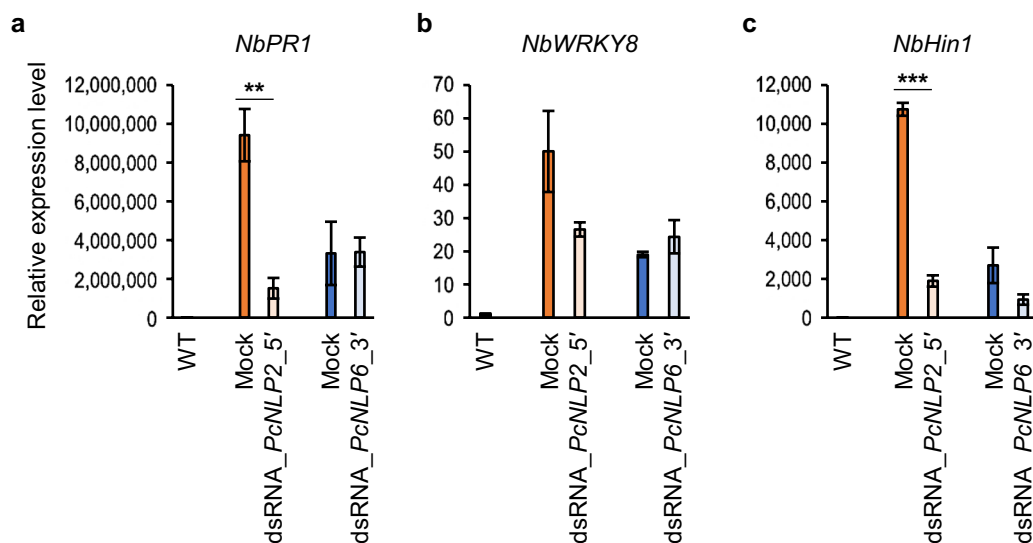 a
NbPR1
Relative expression level
12,000,000
10,000,000
8,000,000
6,000,000
4,000,000
2,000,000
0
**
WT
Mock
dsRNA_PcNLP2_5′
Mock
dsRNA_PcNLP6_3′
b
NbWRKY8
70
60
50
40
30
20
10
0
WT
Mock
dsRNA_PcNLP2_5′
Mock
dsRNA_PcNLP6_3′
c
NbHin1
12,000
10,000
8,000
6,000
4,000
2,000
0
***
WT
Mock
dsRNA_PcNLP2_5′
Mock
dsRNA_PcNLP6_3′